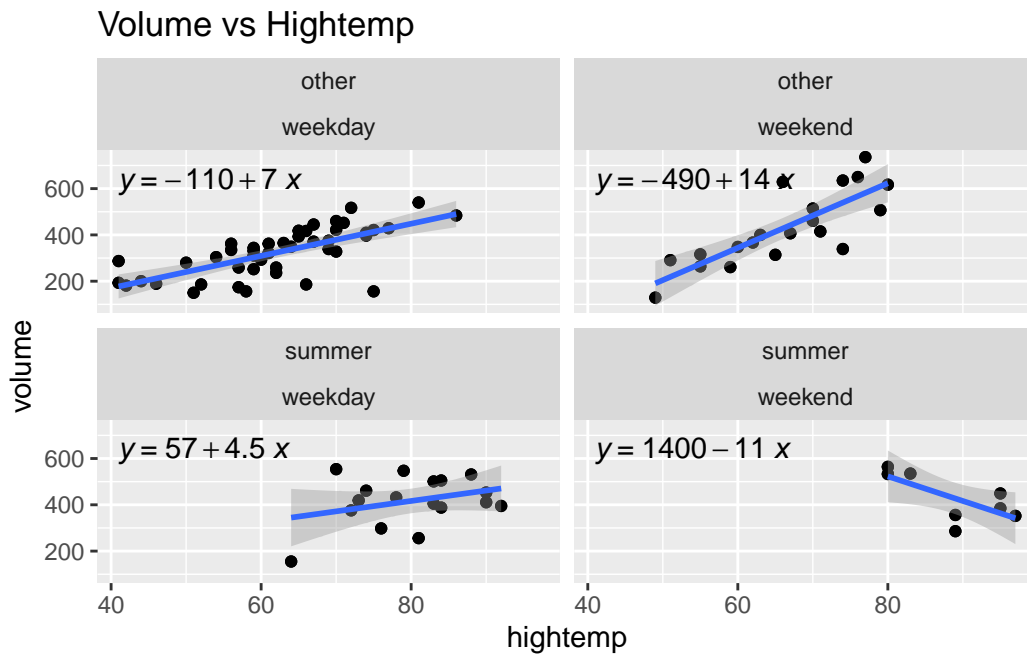 Volume vs Hightemp
other
weekday
y = −110 + 7 x
600
400
200
other
weekend
y = −490 + 14 x
summer
weekday
y = 57 + 4.5 x
600
400
200
summer
weekend
y = 1400 − 11 x
40 60 80
40 60 80
volume
hightemp